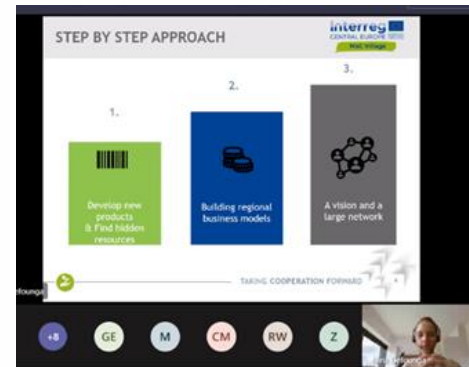 STEP BY STEP APPROACH
Interreg
CENTRAL EUROPE
1.
2.
3.
Develop new
products
& Find hidden
resources
Building regional
business models
A vision and a
large network
TAKING COOPERATION FORWARD
+8
GE
M
CM
RW
Z